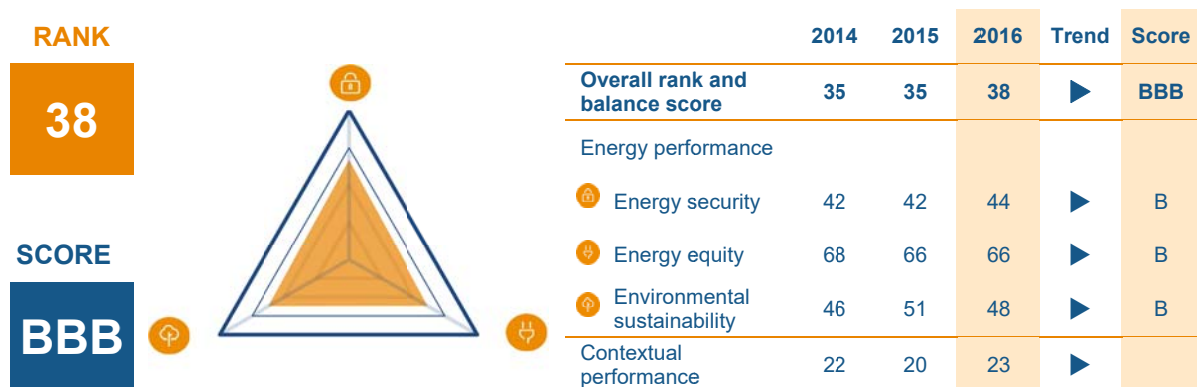 RANK
38
SCORE
BBB
2014 2015 2016 Trend Score
Overall rank and
balance score 35 35 38 BBB
Energy performance
Energy security 42 42 44 B
Energy equity 68 66 66 B
Environmental
sustainability 46 51 48 B
Contextual
performance 22 20 23